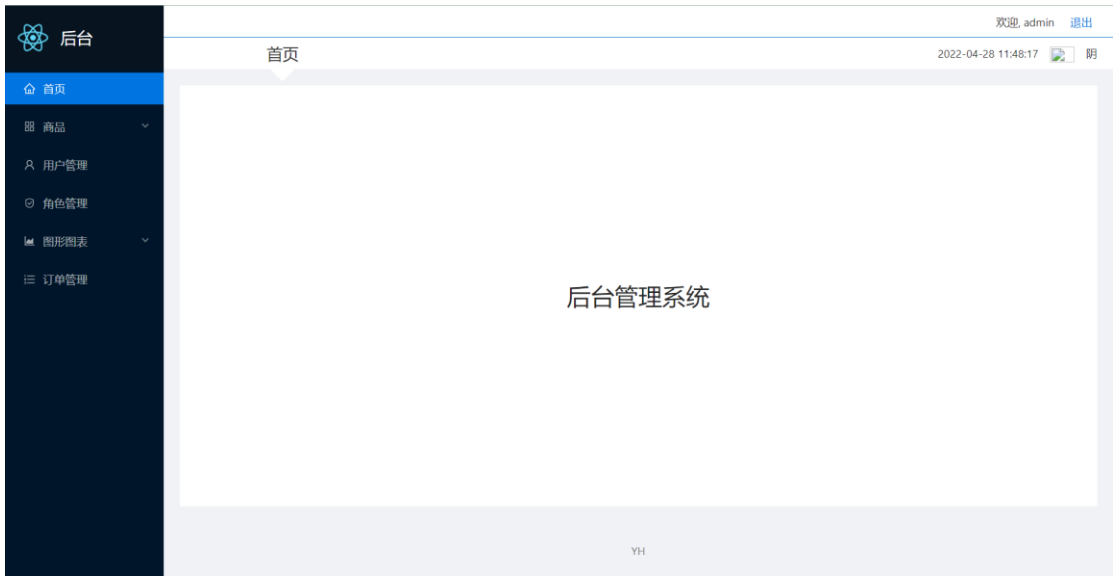 后台
欢迎, admin 退出
首页
2022-04-28 11:48:17 阴
首页
商品
用户管理
角色管理
图形图表
订单管理
后台管理系统
YH